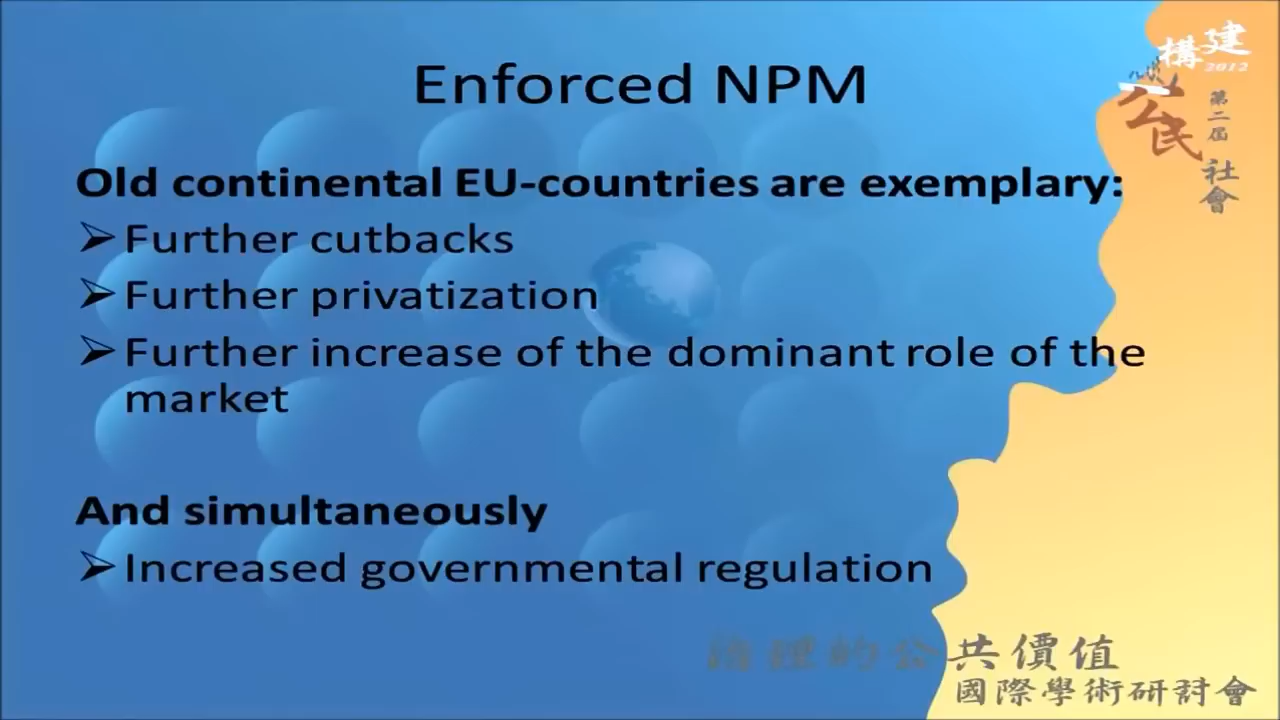 Enforced NPM
Old continental EU-countries are exemplary:
➢Further cutbacks
➢Further privatization
➢Further increase of the dominant role of the
market
And simultaneously
➢Increased governmental regulation
構建
2012
公民
第二屆
社會
理的公共價值
國際學術研討會